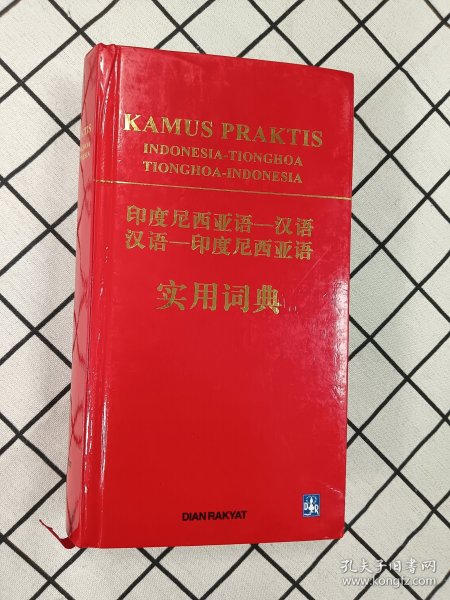 KAMUS PRAKTIS
INDONESIA-TIONGHOA
TIONGHOA-INDONESIA
印度尼西亚语—汉语
汉语—印度尼西亚语
实用词典
DIAN RAKYAT
DR
孔夫子旧书网
www.kongfz.com